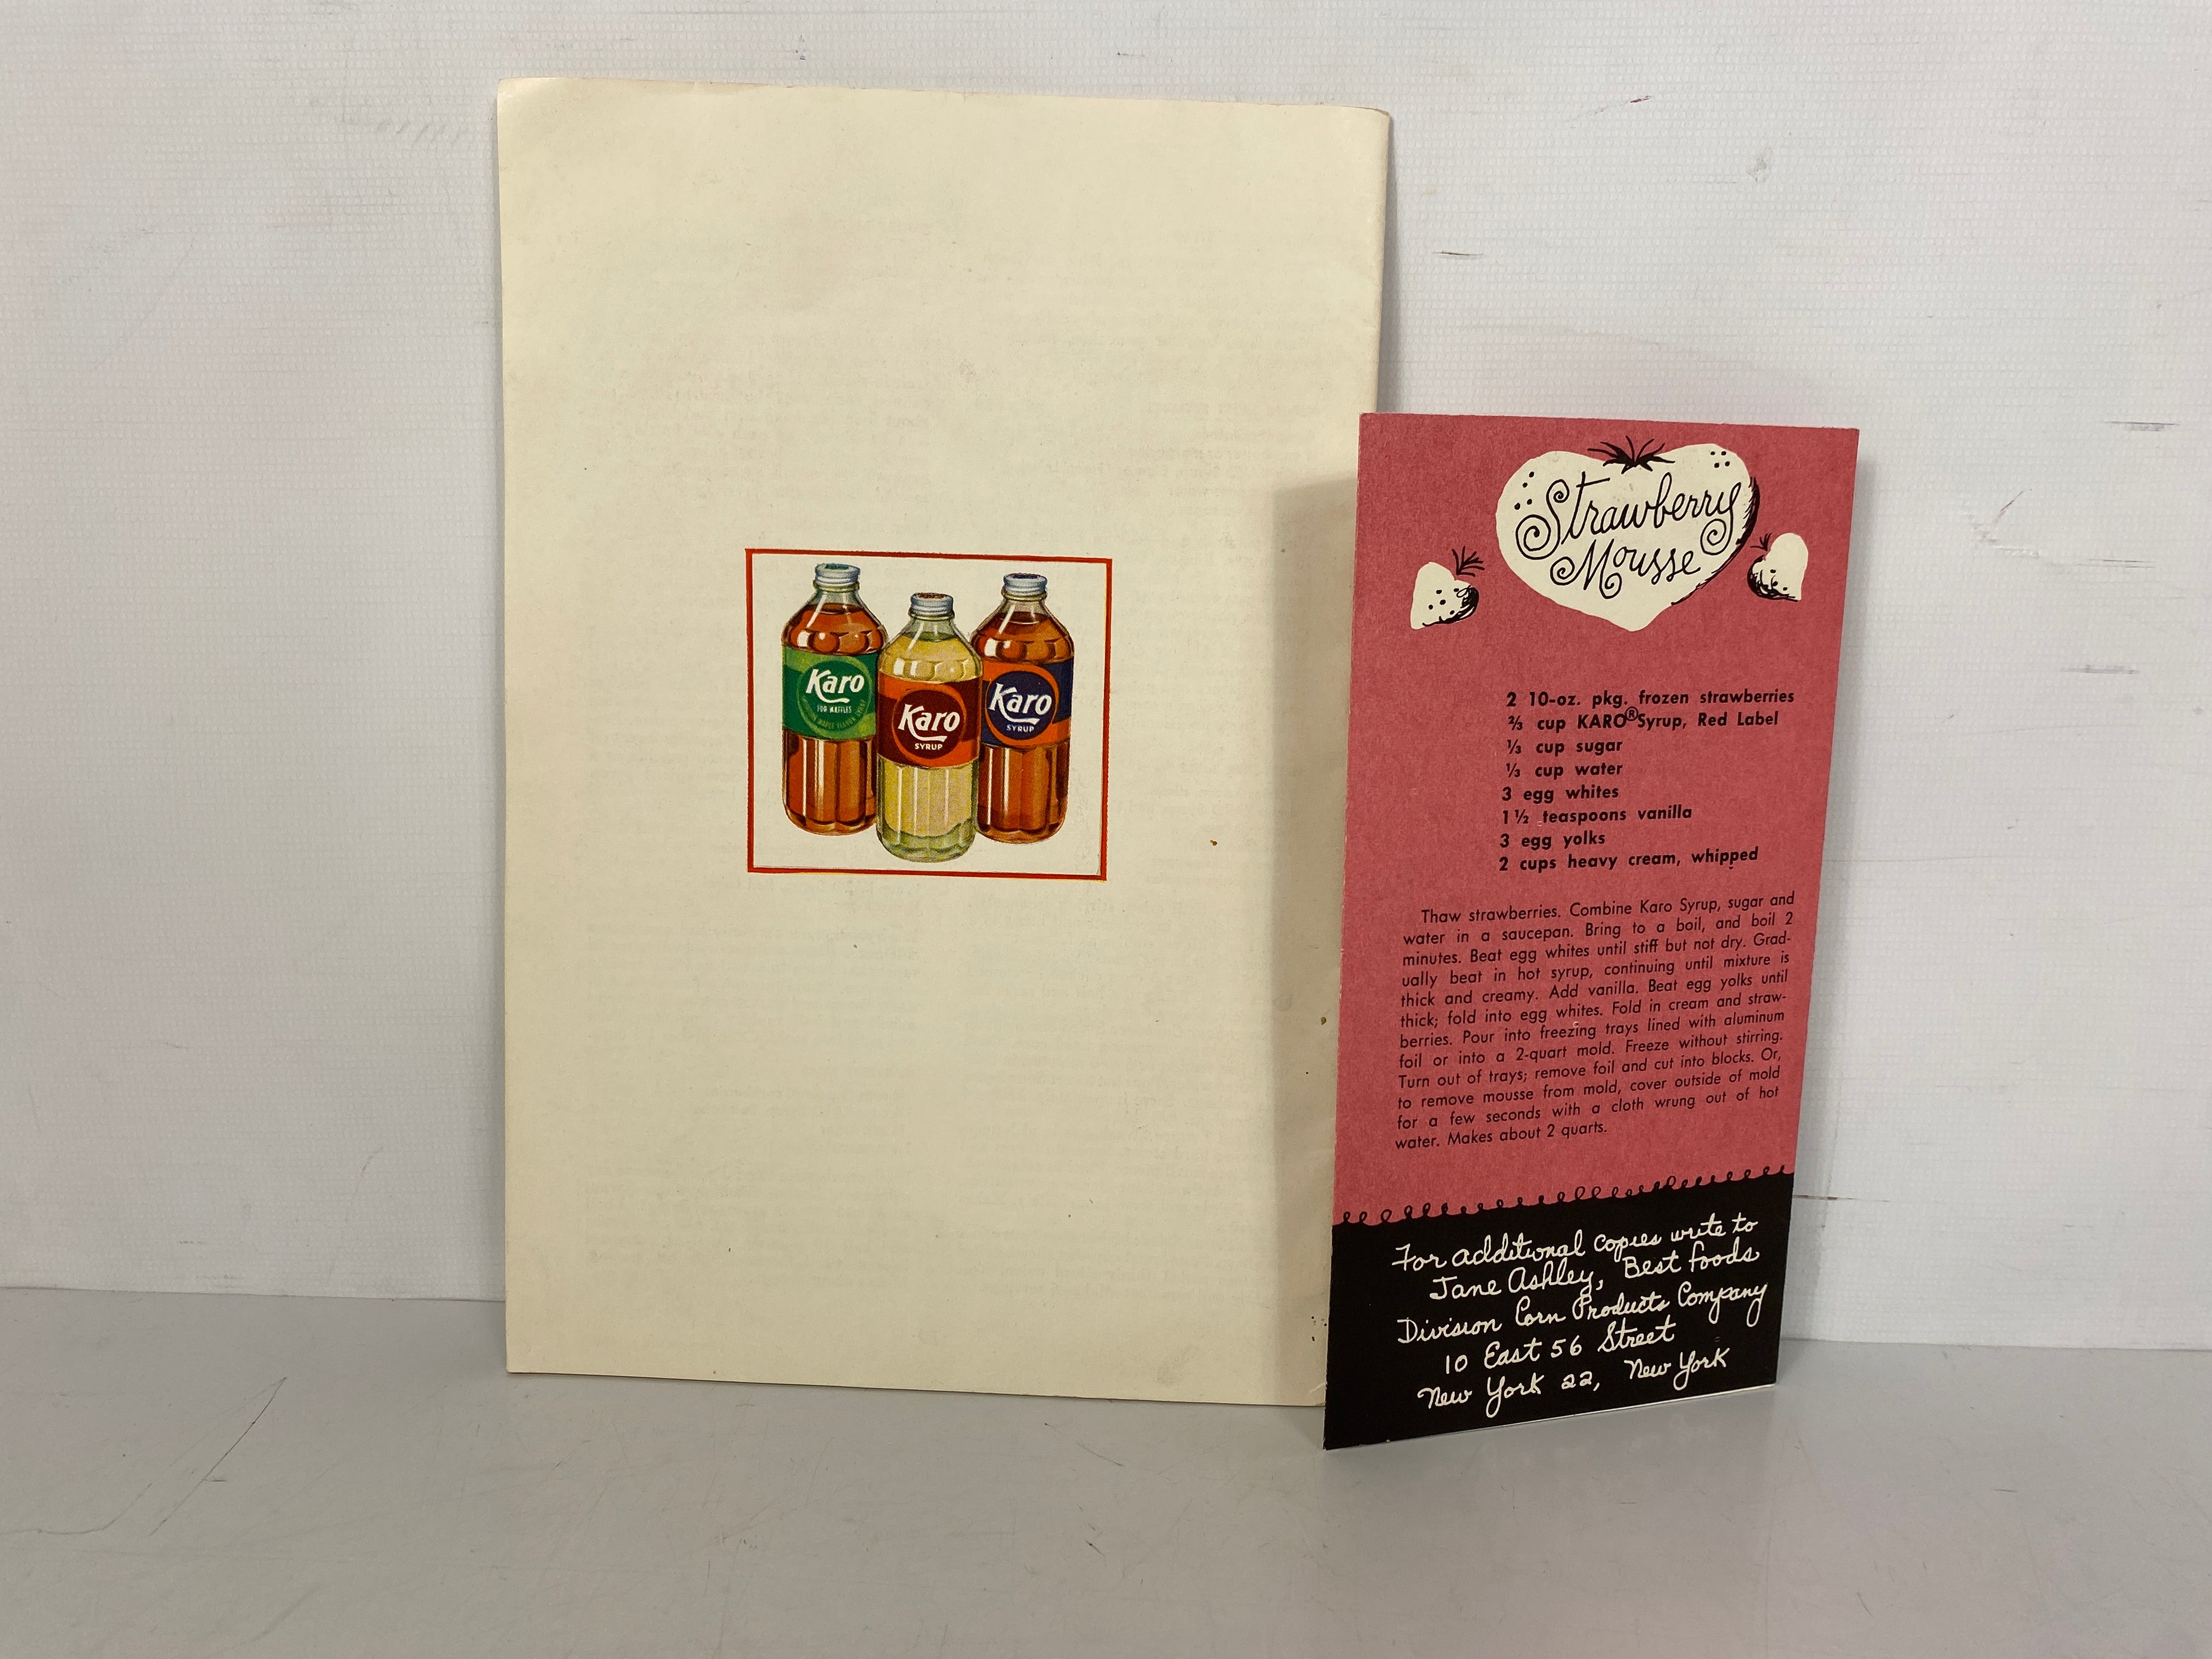 Karo
FOR WAFFLES
Karo
SYRUP
Karo
SYRUP
Strawberry
Mousse
2 10-oz. pkg. frozen strawberries
⅔ cup KARO® Syrup, Red Label
⅓ cup sugar
⅓ cup water
3 egg whites
1½ teaspoons vanilla
3 egg yolks
2 cups heavy cream, whipped
Thaw strawberries. Combine Karo Syrup, sugar and
water in a saucepan. Bring to a boil, and boil 2
minutes. Beat egg whites until stiff but not dry. Grad-
ually beat in hot syrup, continuing until mixture is
thick and creamy. Add vanilla. Beat egg yolks until
thick; fold into egg whites. Fold in cream and straw-
berries. Pour into freezing trays lined with aluminum
foil or into a 2-quart mold. Freeze without stirring.
Turn out of trays; remove foil and cut into blocks. Or,
to remove mousse from mold, cover outside of mold
for a few seconds with a cloth wrung out of hot
water. Makes about 2 quarts.
For additional copies write to
Jane Ashley, Best Foods
Division Corn Products Company
10 East 56 Street
New York 22, New York